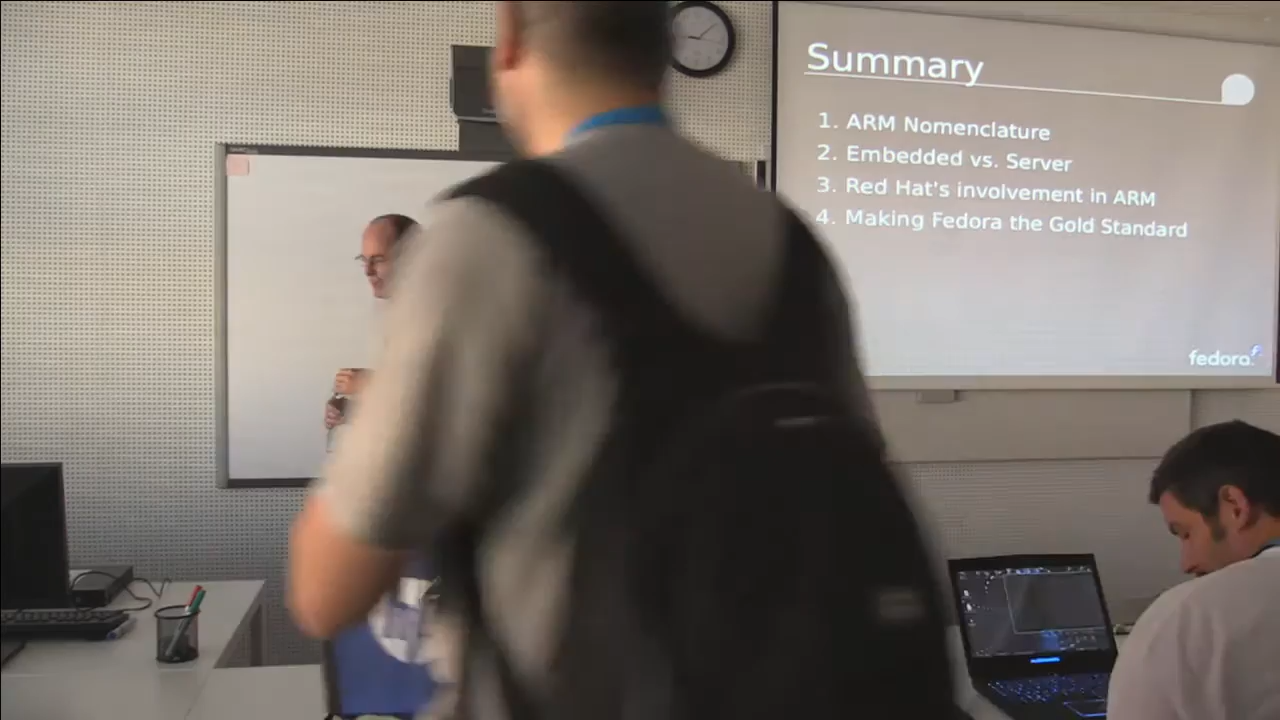 Summary
1. ARM Nomenclature
2. Embedded vs. Server
3. Red Hat's involvement in ARM
4. Making Fedora the Gold Standard
fedora